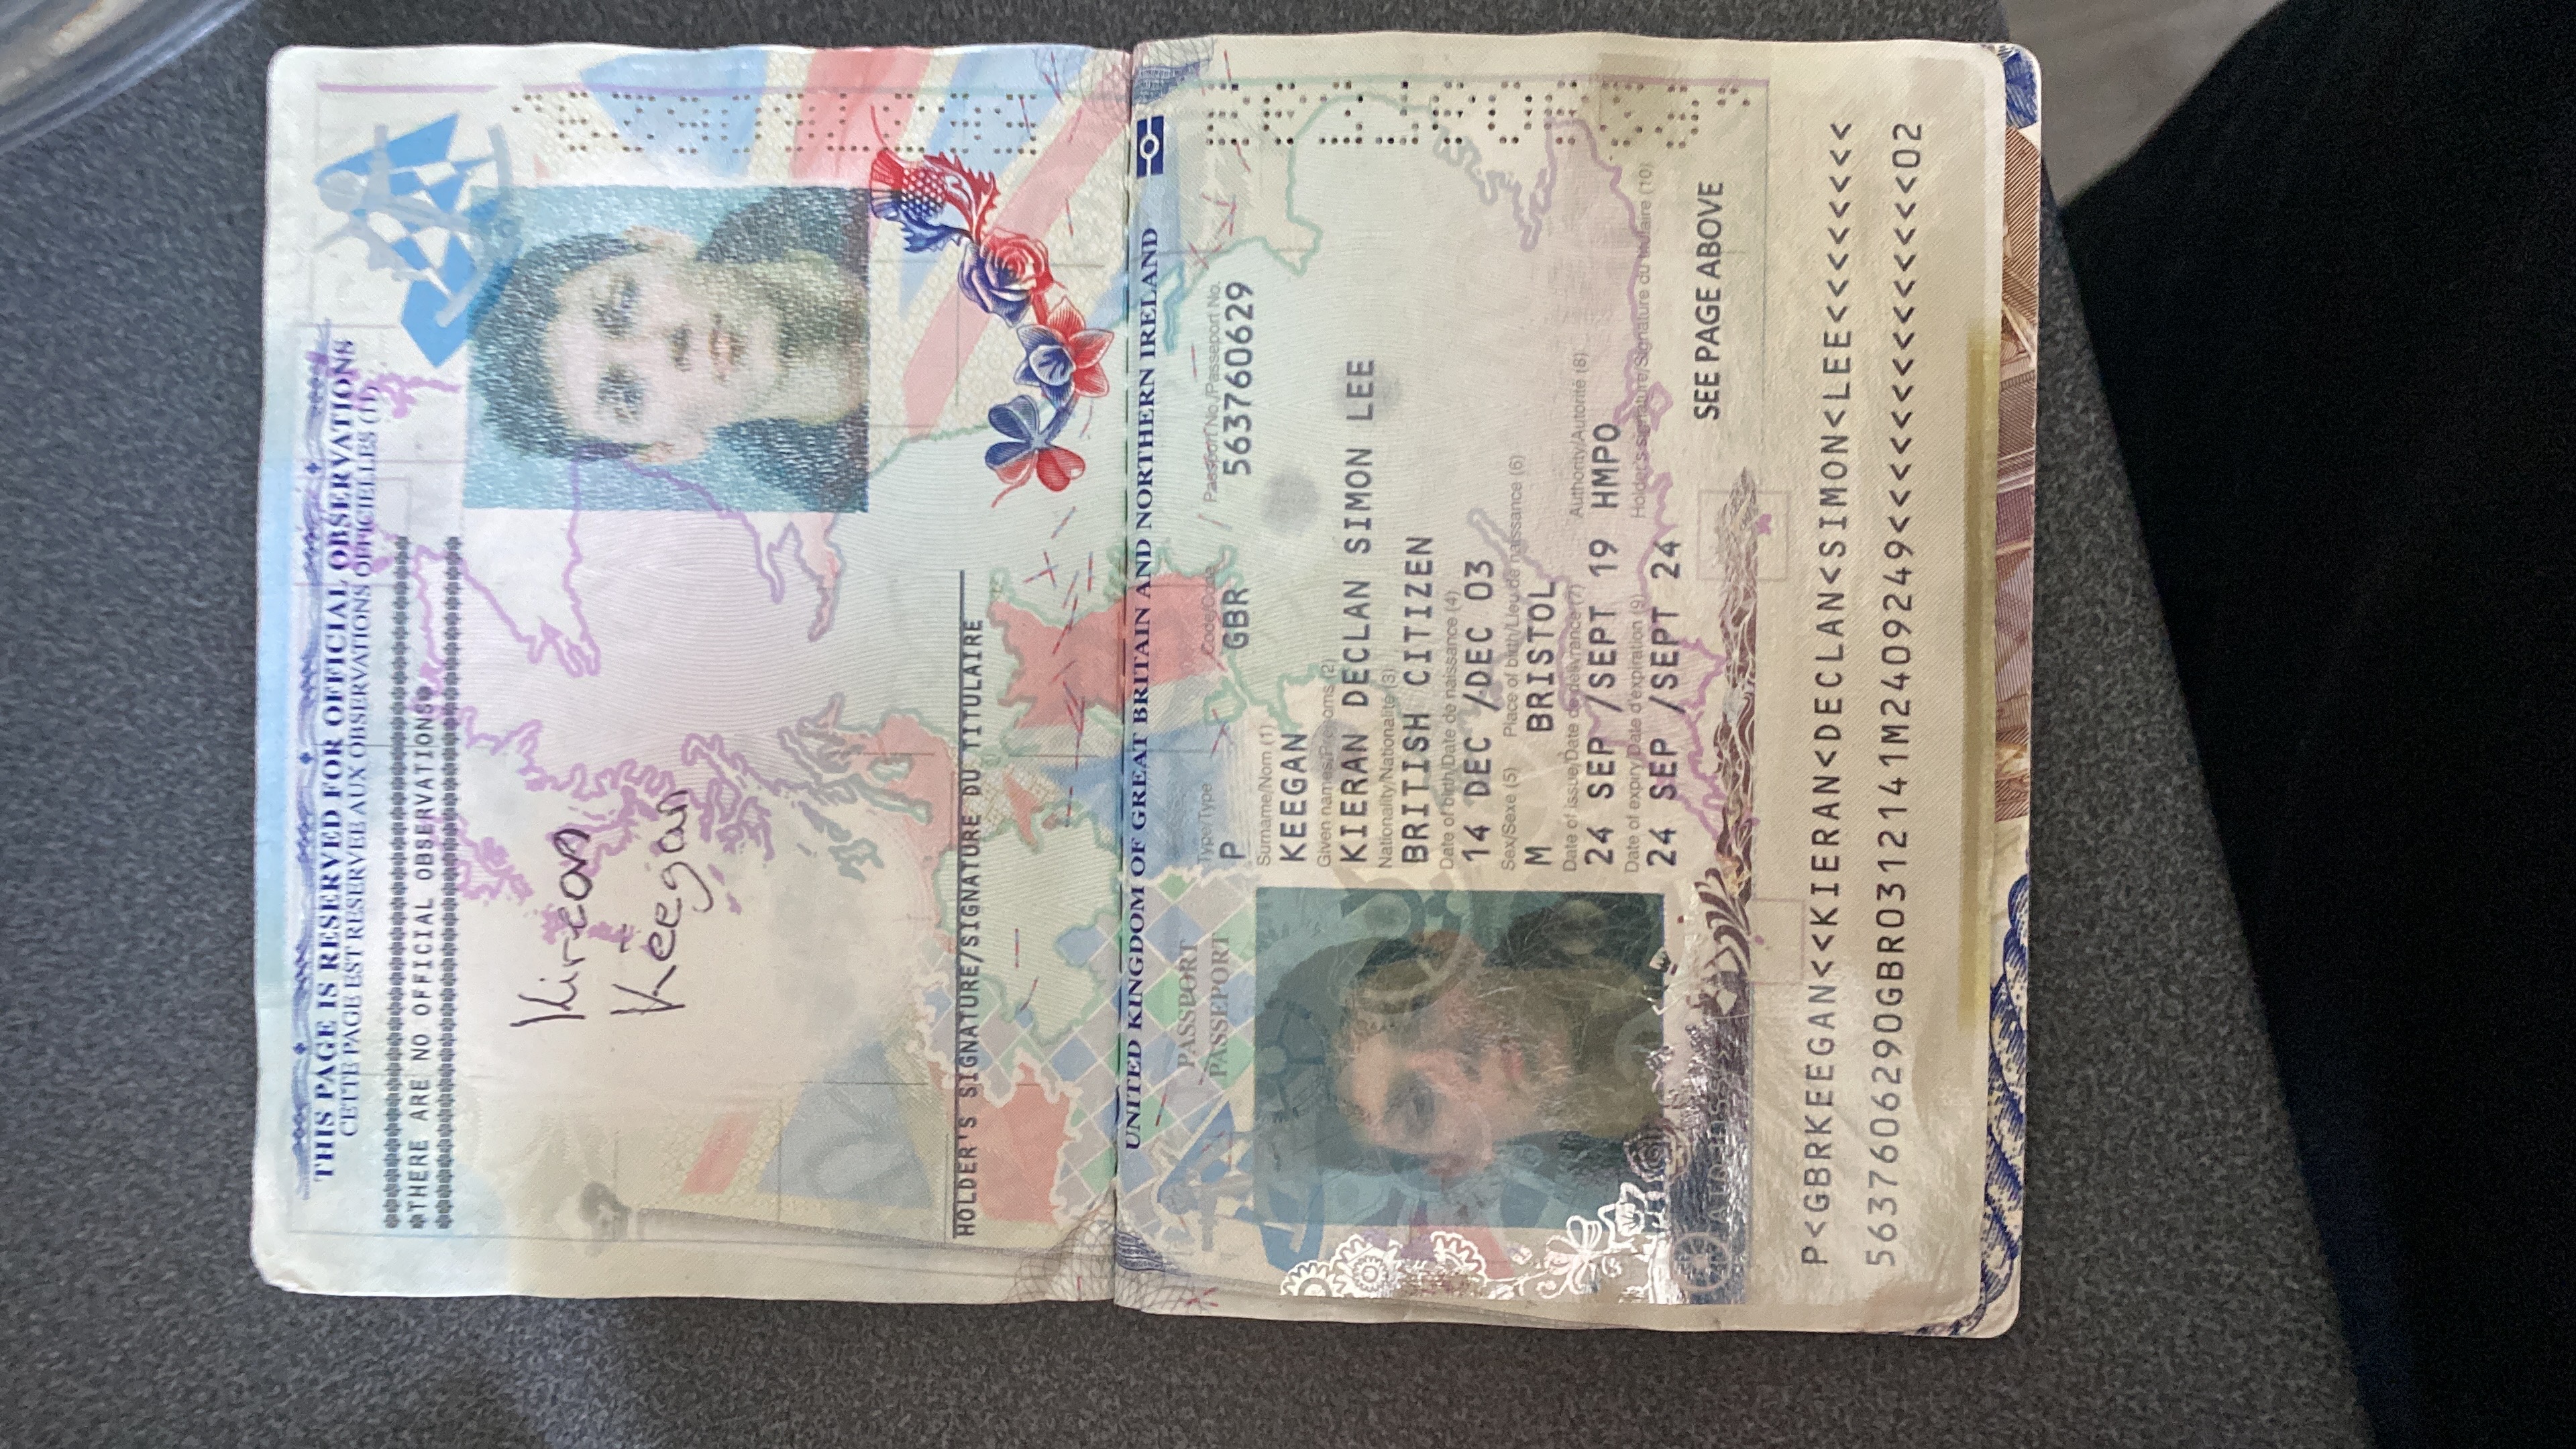 THIS PAGE IS RESERVED FOR OFFICIAL OBSERVATIONS
CETTE PAGE EST RESERVEE AUX OBSERVATIONS OFFICIELLES (11)
*THERE ARE NO OFFICIAL OBSERVATIONS*
Kirean
Keegan
HOLDER'S SIGNATURE/SIGNATURE DU TITULAIRE
UNITED KINGDOM OF GREAT BRITAIN AND NORTHERN IRELAND
PASSPORT
PASSEPORT
Type/Type Code/Code Passport No./Passeport No.
P GBR 563760629
Surname/Nom (1)
KEEGAN
Given names/Prénoms (2)
KIERAN DECLAN SIMON LEE
Nationality/Nationalité (3)
BRITISH CITIZEN
Date of birth/Date de naissance (4)
14 DEC /DEC 03
Sex/Sexe (5) Place of birth/Lieu de naissance (6)
M BRISTOL
Date of issue/Date de délivrance (7) Authority/Autorité (8)
24 SEP /SEPT 19 HMPO
Date of expiry/Date d'expiration (9) Holder's signature/Signature du titulaire (10)
24 SEP /SEPT 24
SEE PAGE ABOVE
P<GBRKEEGAN<<KIERAN<DECLAN<SIMON<LEE<<<<<<<<
5637606290GBR0312141M2409249<<<<<<<<<<<<<<02